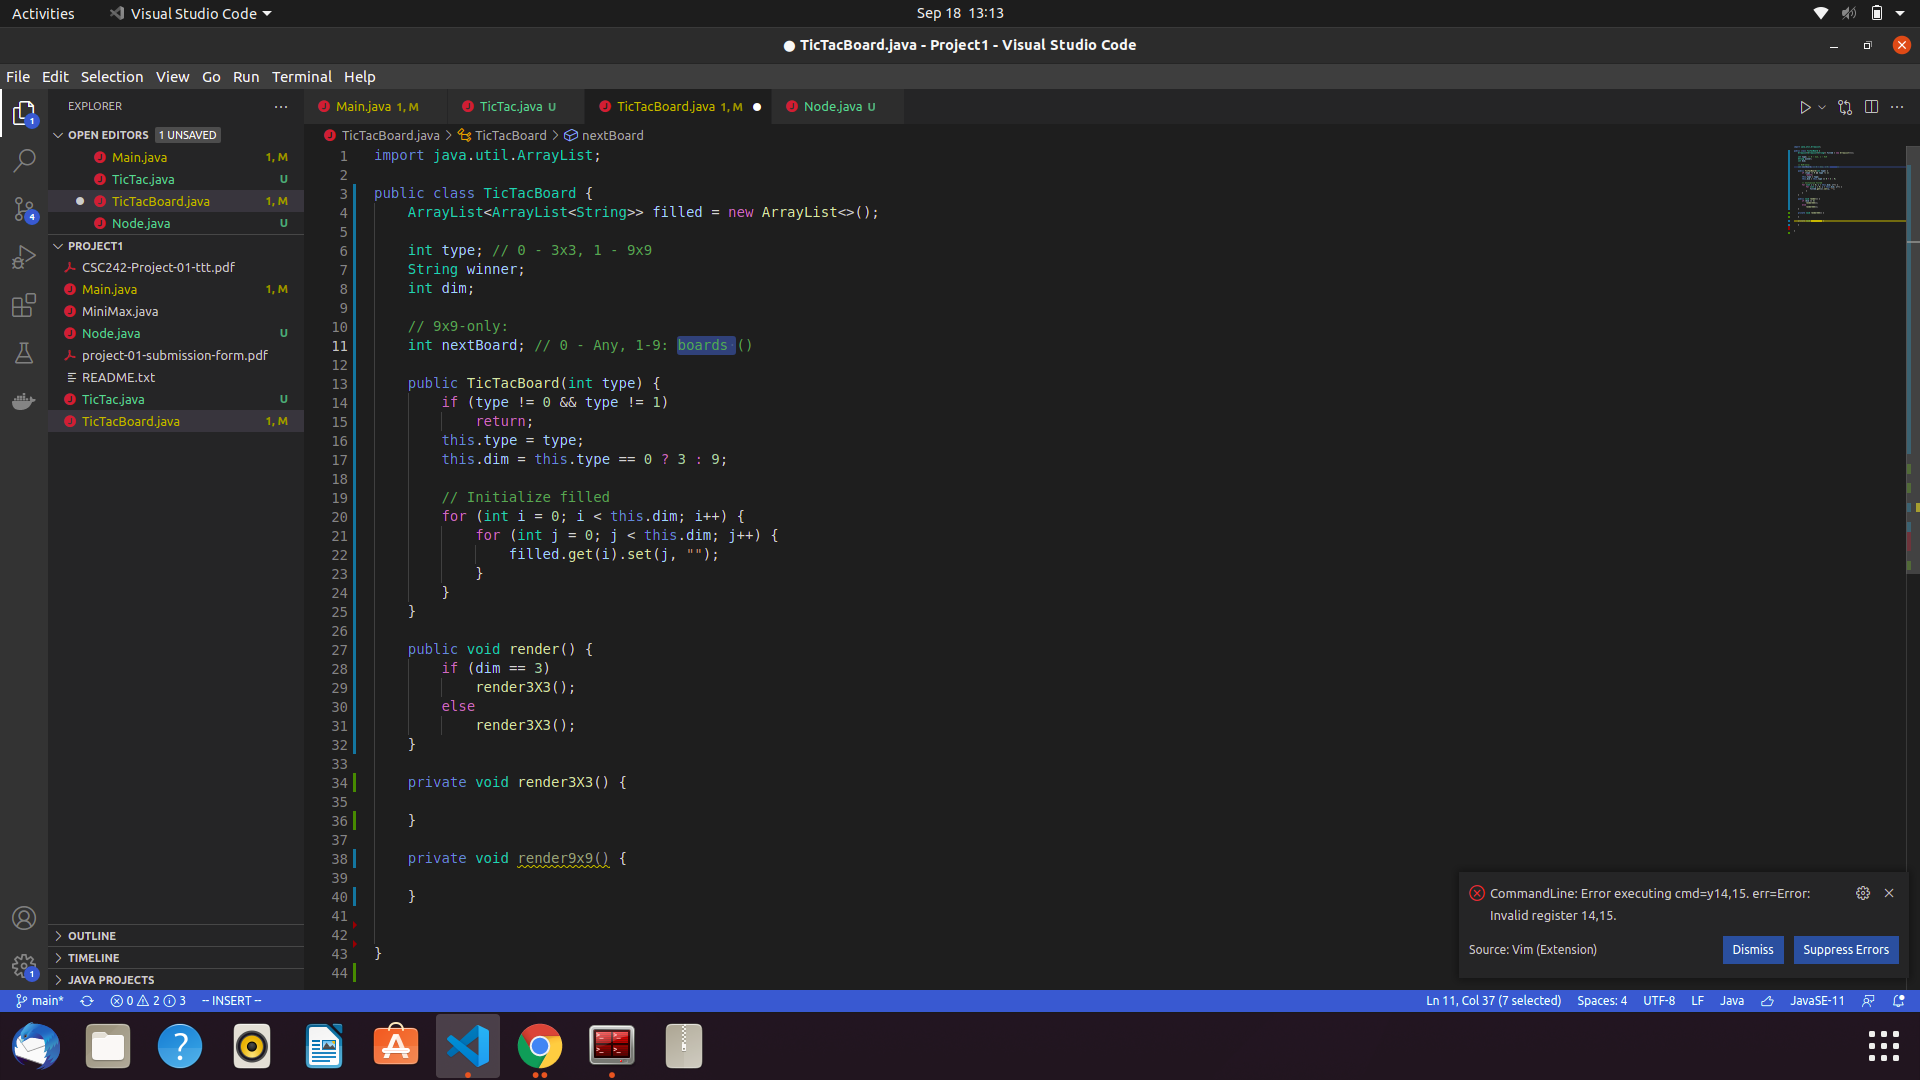 Activities
Visual Studio Code
Sep 18 13:13
TicTacBoard.java - Project1 - Visual Studio Code
File Edit Selection View Go Run Terminal Help
EXPLORER
OPEN EDITORS 1 UNSAVED
Main.java 1, M
TicTac.java U
TicTacBoard.java 1, M
Node.java U
PROJECT1
CSC242-Project-01-ttt.pdf
Main.java 1, M
MiniMax.java
Node.java U
project-01-submission-form.pdf
README.txt
TicTac.java U
TicTacBoard.java 1, M
OUTLINE
TIMELINE
JAVA PROJECTS
Main.java 1, M TicTac.java U TicTacBoard.java 1, M Node.java U
TicTacBoard.java > TicTacBoard > nextBoard
1 import java.util.ArrayList;
2
3 public class TicTacBoard {
4 ArrayList<ArrayList<String>> filled = new ArrayList<>();
5
6 int type; // 0 - 3x3, 1 - 9x9
7 String winner;
8 int dim;
9
10 // 9x9-only:
11 int nextBoard; // 0 - Any, 1-9: boards ()
12
13 public TicTacBoard(int type) {
14 if (type != 0 && type != 1)
15 return;
16 this.type = type;
17 this.dim = this.type == 0 ? 3 : 9;
18
19 // Initialize filled
20 for (int i = 0; i < this.dim; i++) {
21 for (int j = 0; j < this.dim; j++) {
22 filled.get(i).set(j, "");
23 }
24 }
25 }
26
27 public void render() {
28 if (dim == 3)
29 render3X3();
30 else
31 render3X3();
32 }
33
34 private void render3X3() {
35
36 }
37
38 private void render9x9() {
39
40 }
41
42
43 }
44
CommandLine: Error executing cmd=y14,15. err=Error:
Invalid register 14,15.
Source: Vim (Extension)
Dismiss
Suppress Errors
1
4
1
main* 0 2 3 -- INSERT --
Ln 11, Col 37 (7 selected) Spaces: 4 UTF-8 LF Java JavaSE-11